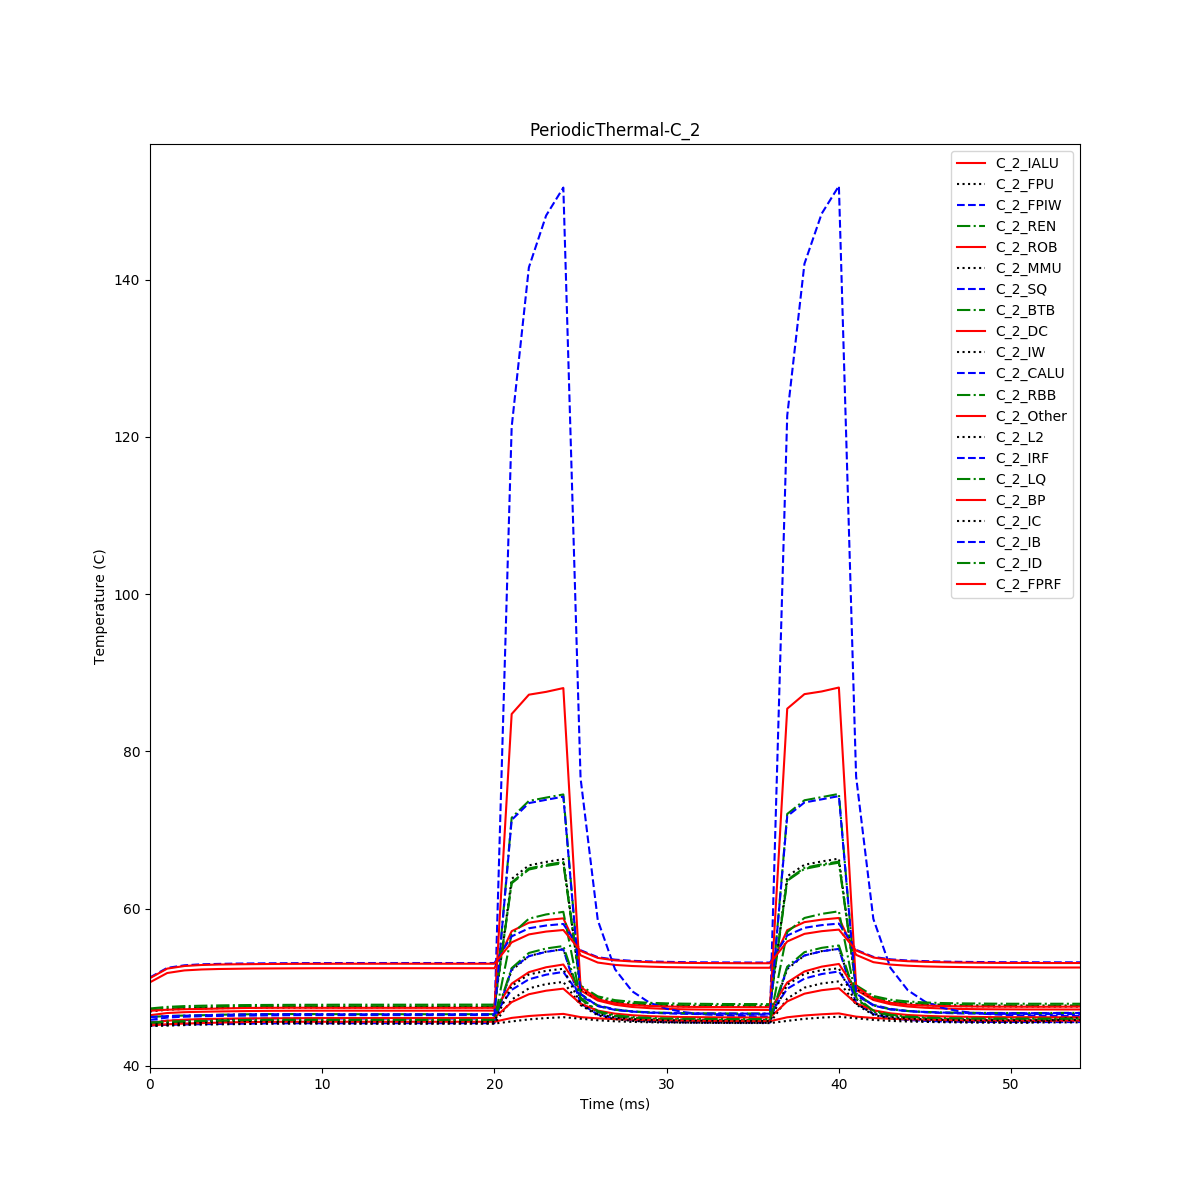 PeriodicThermal-C_2
C_2_IALU
C_2_FPU
C_2_FPIW
C_2_REN
C_2_ROB
C_2_MMU
C_2_SQ
C_2_BTB
C_2_DC
C_2_IW
C_2_CALU
C_2_RBB
C_2_Other
C_2_L2
C_2_IRF
C_2_LQ
C_2_BP
C_2_IC
C_2_IB
C_2_ID
C_2_FPRF
Temperature (C)
140
120
100
80
60
40
0 10 20 30 40 50
Time (ms)